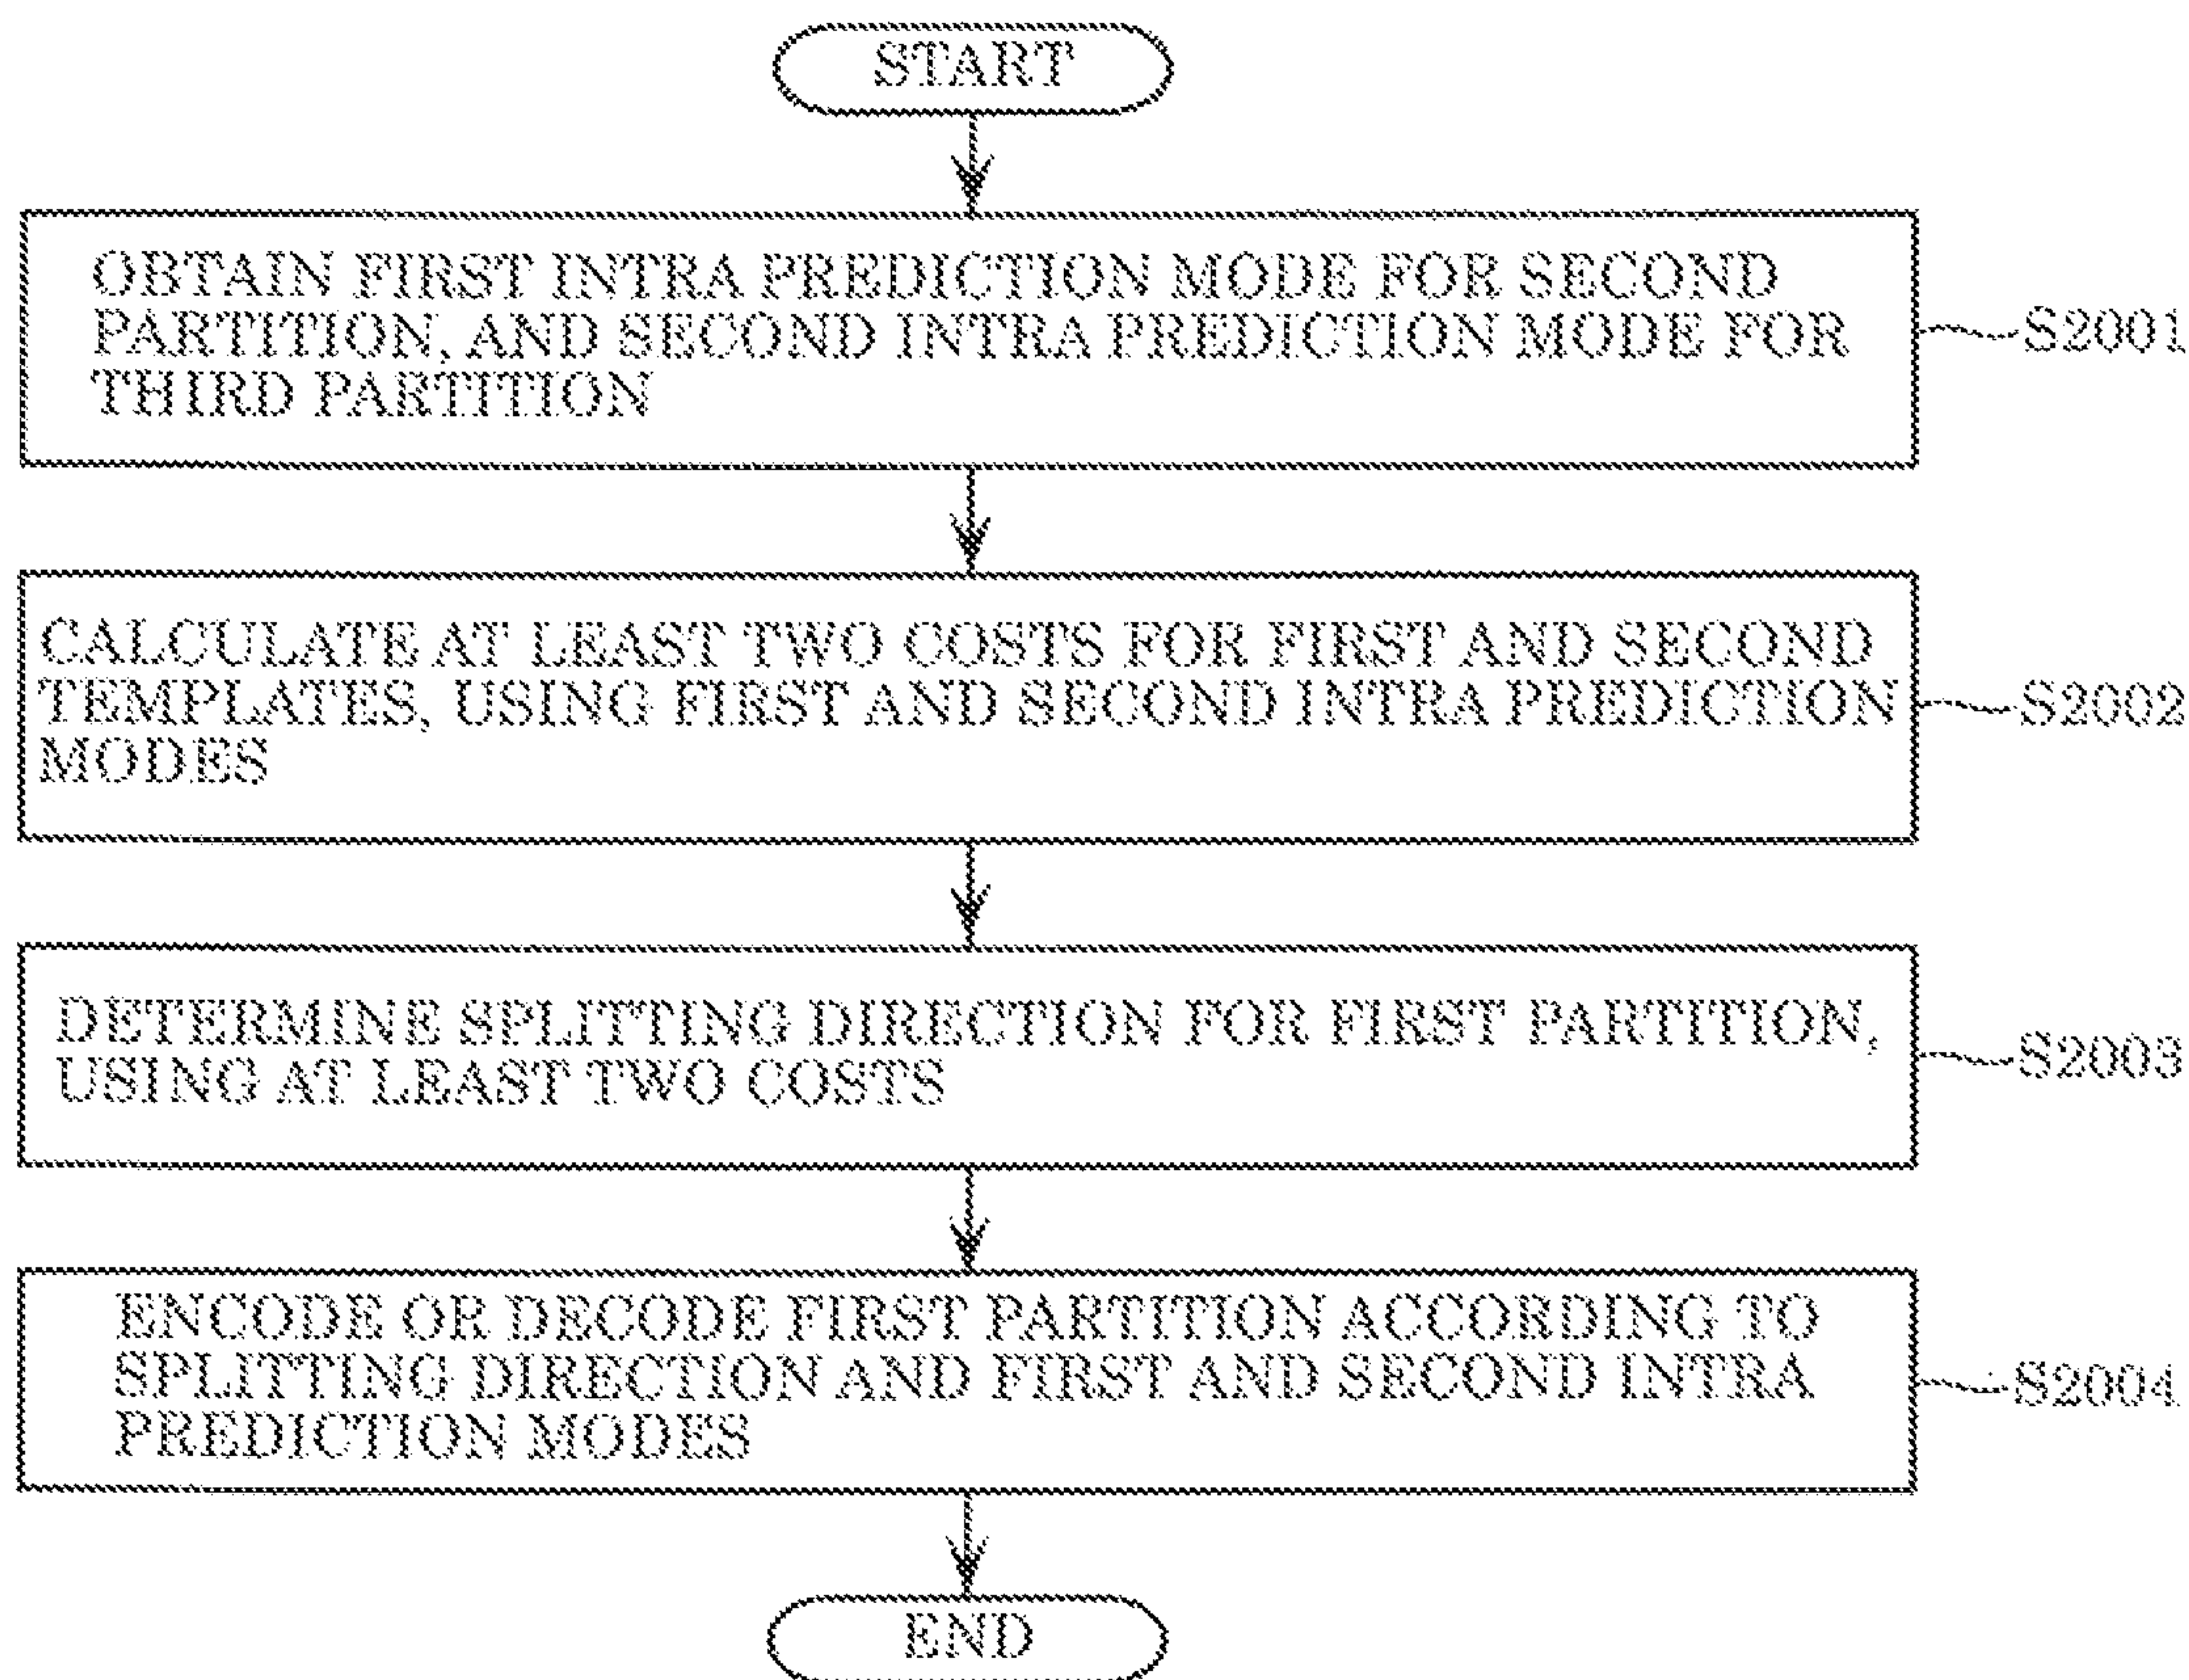 START
OBTAIN FIRST INTRA PREDICTION MODE FOR SECOND
PARTITION, AND SECOND INTRA PREDICTION MODE FOR
THIRD PARTITION
S2001
CALCULATE AT LEAST TWO COSTS FOR FIRST AND SECOND
TEMPLATES, USING FIRST AND SECOND INTRA PREDICTION
MODES
S2002
DETERMINE SPLITTING DIRECTION FOR FIRST PARTITION,
USING AT LEAST TWO COSTS
S2003
ENCODE OR DECODE FIRST PARTITION ACCORDING TO
SPLITTING DIRECTION AND FIRST AND SECOND INTRA
PREDICTION MODES
S2004
END